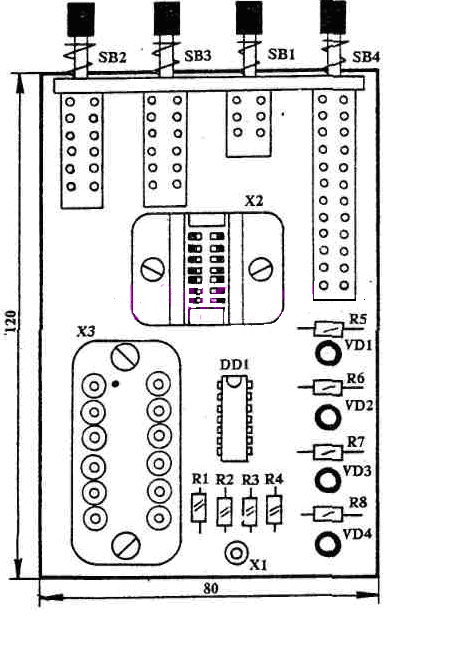 SB2 SB3 SB1 SB4
X2
120
R5
X3
VD1
DD1
R6
VD2
R7
R1 R2 R3 R4
VD3
R8
VD4
X1
80